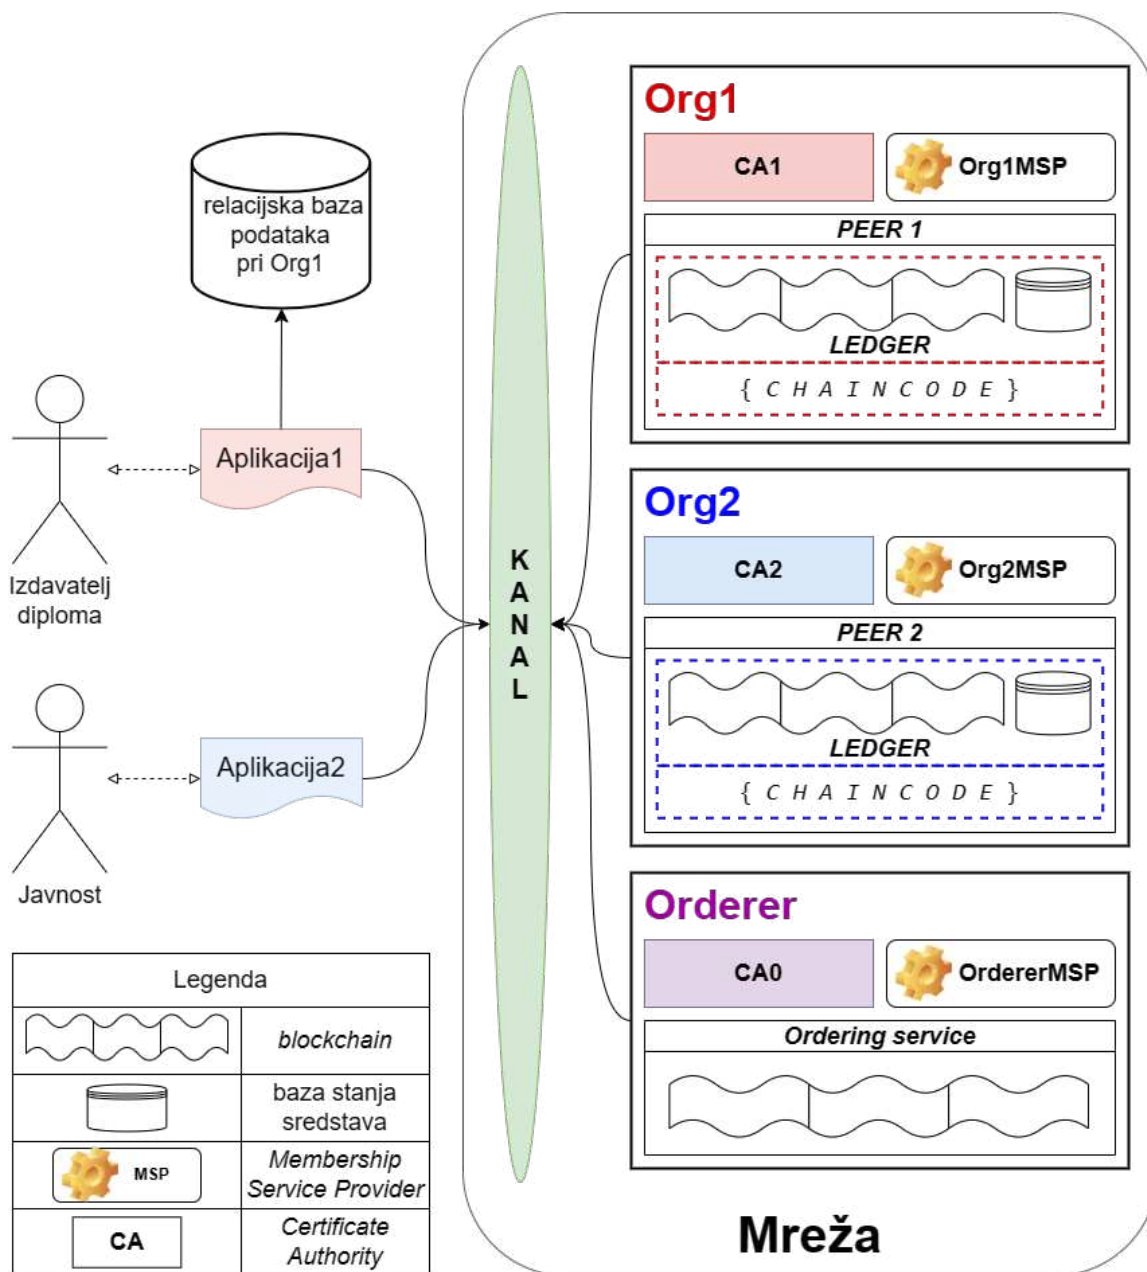 relacijska baza
podataka
pri Org1
Aplikacija1
Izdavatelj
diploma
Aplikacija2
Javnost
K
A
N
A
L
Org1
CA1
Org1MSP
PEER 1
LEDGER
{ C H A I N C O D E }
Org2
CA2
Org2MSP
PEER 2
LEDGER
{ C H A I N C O D E }
Orderer
CA0
OrdererMSP
Ordering service
Mreža
Legenda
blockchain
baza stanja
sredstava
MSP
Membership
Service Provider
CA
Certificate
Authority